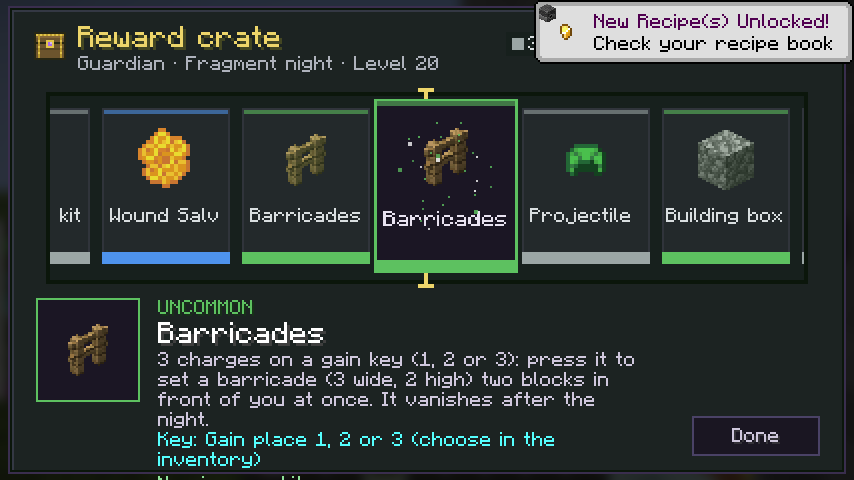 Reward crate
Guardian · Fragment night · Level 20
New Recipe(s) Unlocked!
Check your recipe book
kit
Wound Salv
Barricades
Barricades
Projectile
Building box
UNCOMMON
Barricades
3 charges on a gain key (1, 2 or 3): press it to
set a barricade (3 wide, 2 high) two blocks in
front of you at once. It vanishes after the
night.
Key: Gain place 1, 2 or 3 (choose in the
inventory)
Done